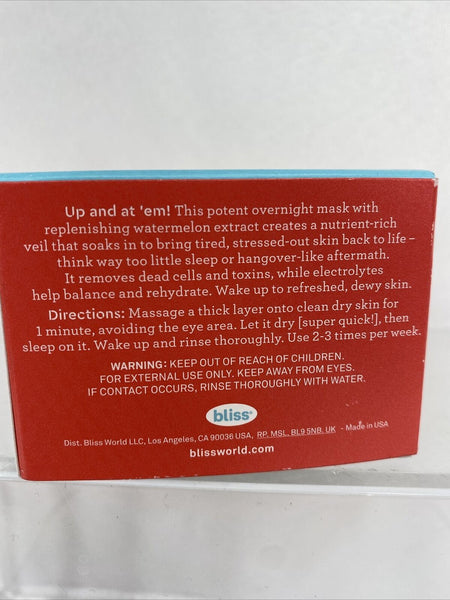 Up and at 'em! This potent overnight mask with
replenishing watermelon extract creates a nutrient-rich
veil that soaks in to bring tired, stressed-out skin back to life –
think way too little sleep or hangover-like aftermath.
It removes dead cells and toxins, while electrolytes
help balance and rehydrate. Wake up to refreshed, dewy skin.
Directions: Massage a thick layer onto clean dry skin for
1 minute, avoiding the eye area. Let it dry [super quick!], then
sleep on it. Wake up and rinse thoroughly. Use 2-3 times per week.
WARNING: KEEP OUT OF REACH OF CHILDREN.
FOR EXTERNAL USE ONLY. KEEP AWAY FROM EYES.
IF CONTACT OCCURS, RINSE THOROUGHLY WITH WATER.
bliss®
Dist. Bliss World LLC, Los Angeles, CA 90036 USA, RP, MSL, BL9 5NB, UK - Made in USA
blissworld.com